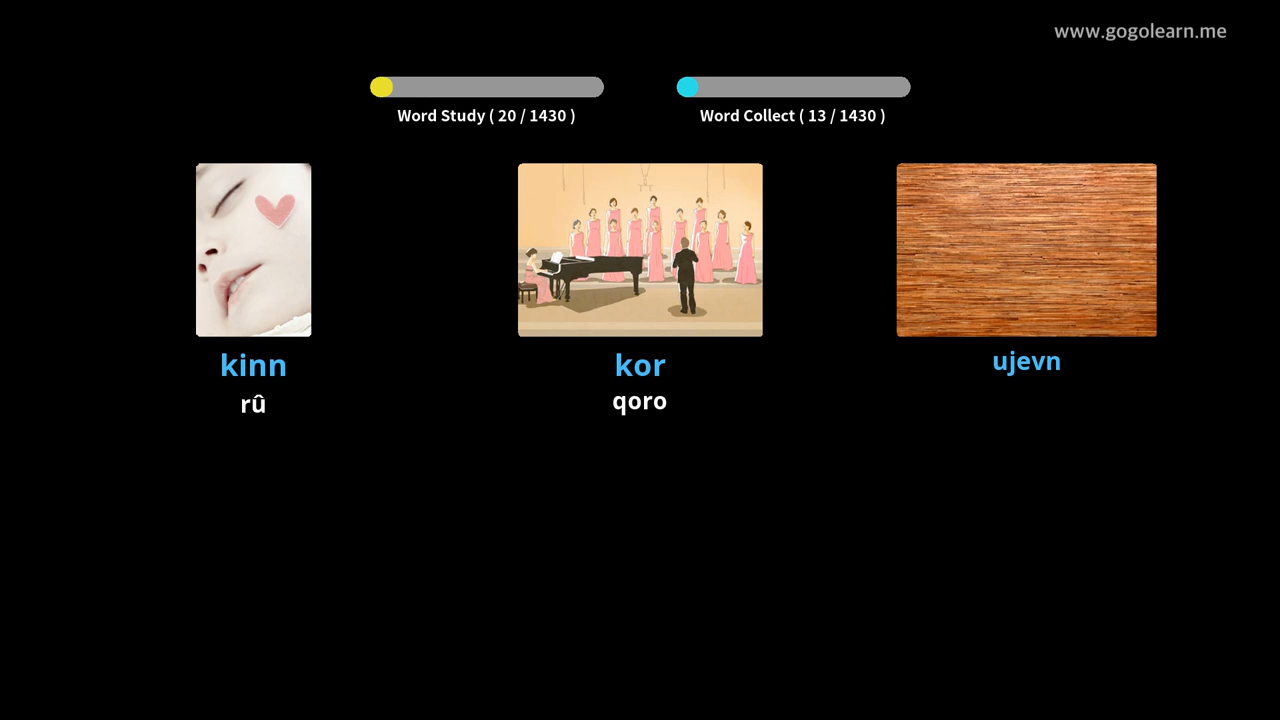 www.gogolearn.me
Word Study ( 20 / 1430 )
Word Collect ( 13 / 1430 )
kinn
rû
kor
qoro
ujevn